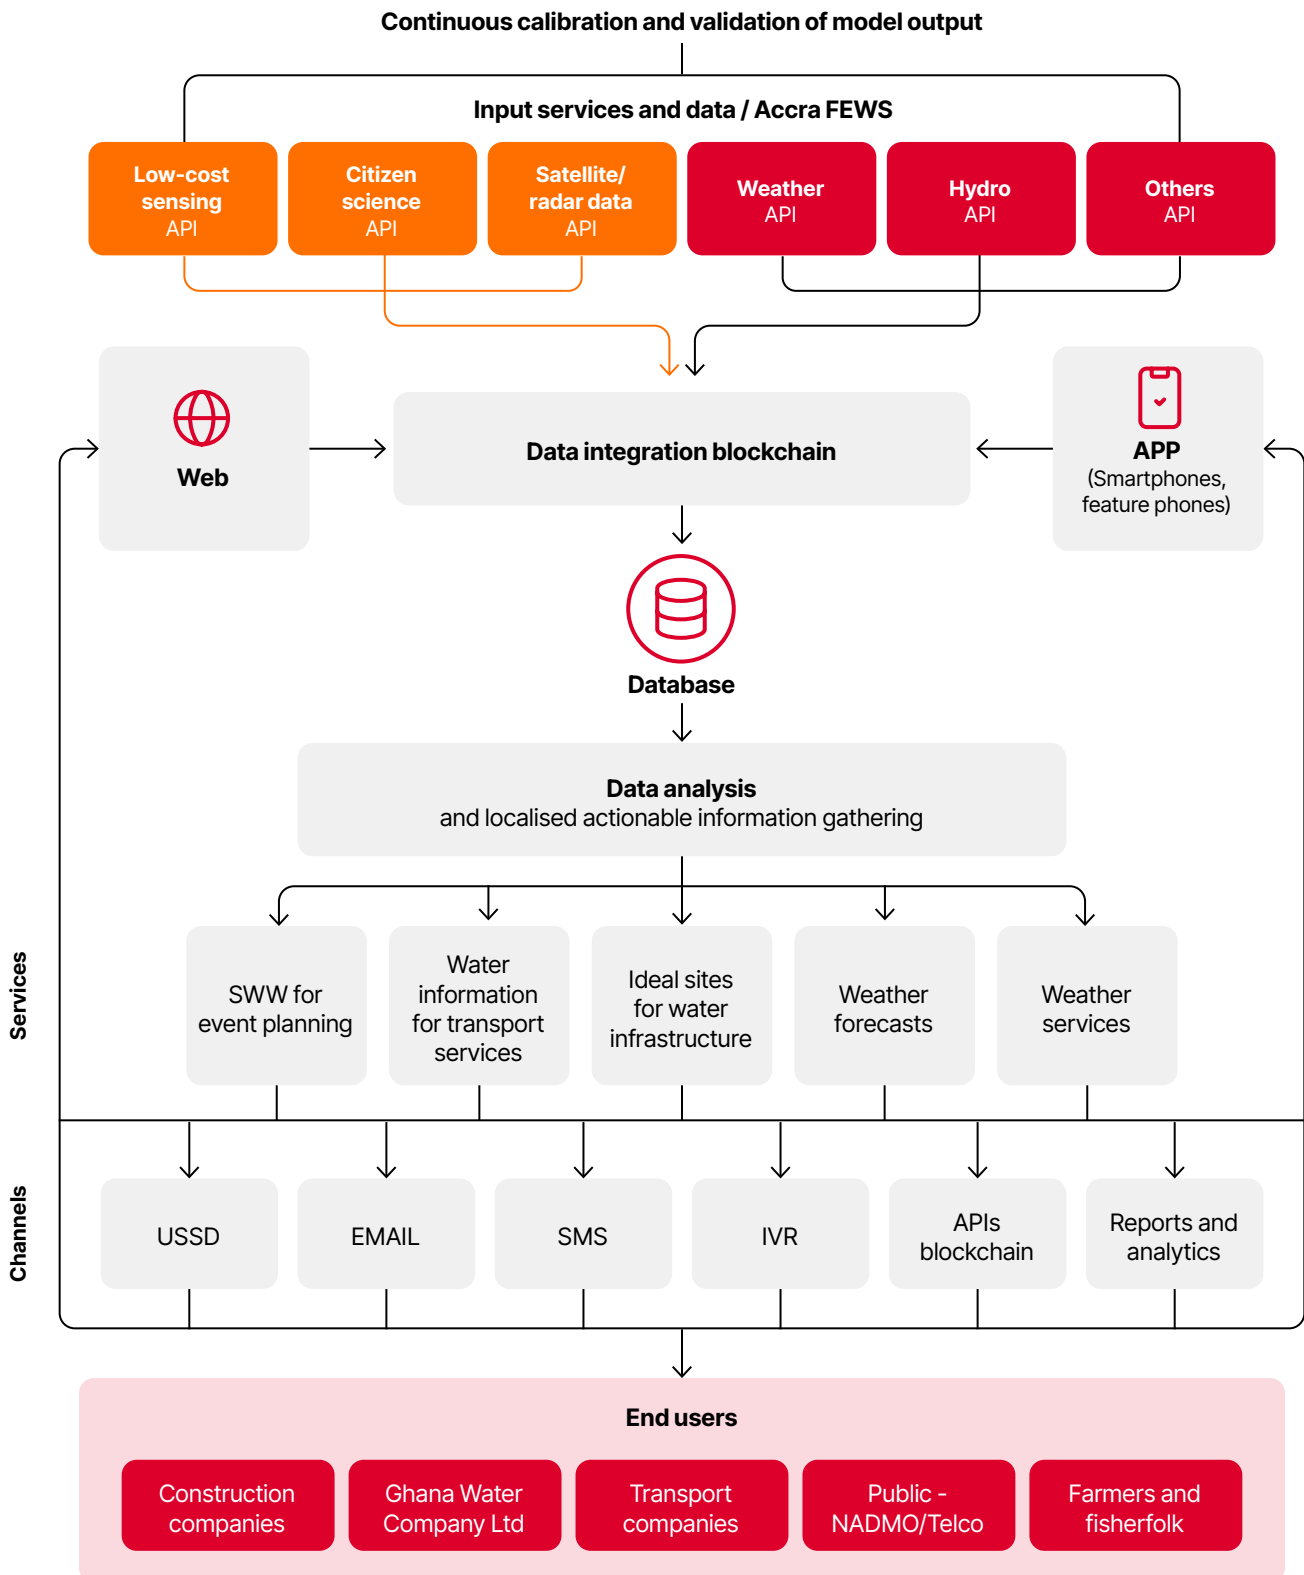 Continuous calibration and validation of model output
Input services and data / Accra FEWS
Low-cost
sensing
API
Citizen
science
API
Satellite/
radar data
API
Weather
API
Hydro
API
Others
API
Web
Data integration blockchain
APP
(Smartphones,
feature phones)
Database
Data analysis
and localised actionable information gathering
Services
SWW for
event planning
Water
information
for transport
services
Ideal sites
for water
infrastructure
Weather
forecasts
Weather
services
Channels
USSD
EMAIL
SMS
IVR
APIs
blockchain
Reports and
analytics
End users
Construction
companies
Ghana Water
Company Ltd
Transport
companies
Public -
NADMO/Telco
Farmers and
fisherfolk